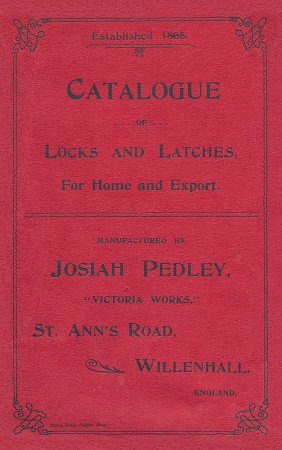 Established 1866.
CATALOGUE
... OF ...
LOCKS AND LATCHES,
For Home and Export.
MANUFACTURED BY
JOSIAH PEDLEY,
"VICTORIA WORKS,"
ST. ANN'S ROAD,
WILLENHALL.
ENGLAND.